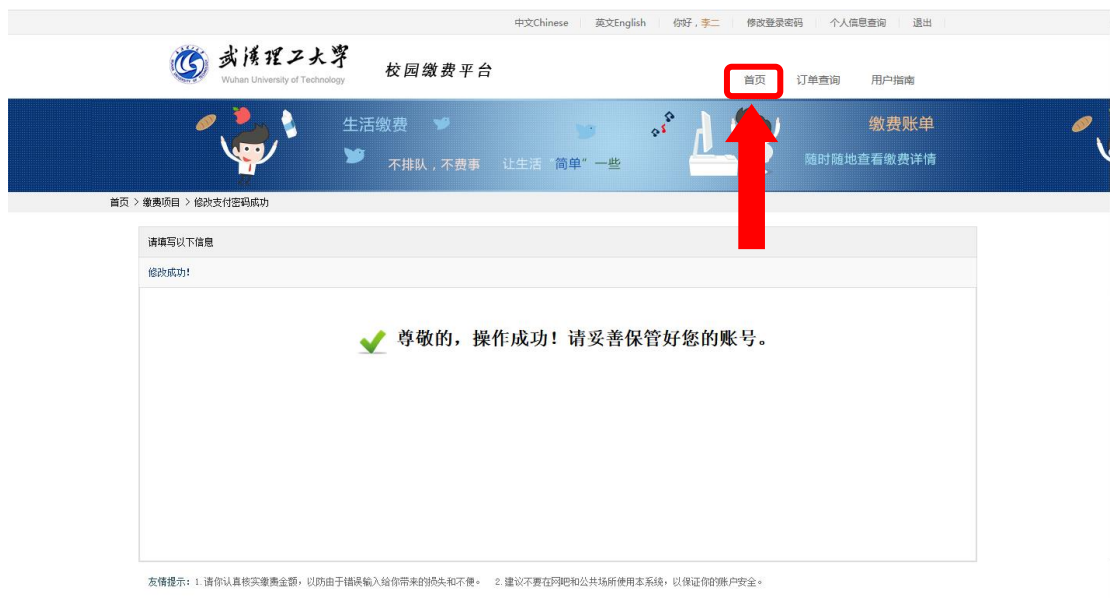 中文Chinese 英文English 你好，李二 修改登录密码 个人信息查询 退出
武汉理工大学
Wuhan University of Technology
校园缴费平台
首页 订单查询 用户指南
生活缴费
不排队，不费事 让生活“简单”一些
缴费账单
随时随地查看缴费详情
首页 > 缴费项目 > 修改支付密码成功
请填写以下信息
修改成功!
尊敬的，操作成功！请妥善保管好您的账号。
友情提示：1.请你认真核实缴费金额，以防由于错误输入给你带来的损失和不便。 2.建议不要在网吧和公共场所使用本系统，以保证你的账户安全。